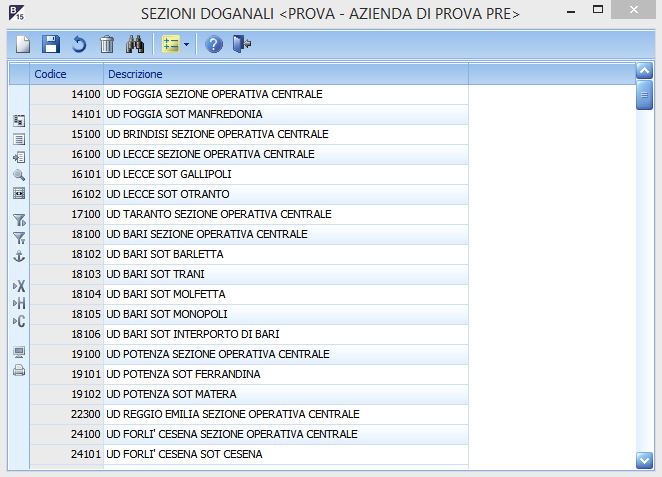 B 15
SEZIONI DOGANALI <PROVA - AZIENDA DI PROVA PRE>
Codice Descrizione
14100 UD FOGGIA SEZIONE OPERATIVA CENTRALE
14101 UD FOGGIA SOT MANFREDONIA
15100 UD BRINDISI SEZIONE OPERATIVA CENTRALE
16100 UD LECCE SEZIONE OPERATIVA CENTRALE
16101 UD LECCE SOT GALLIPOLI
16102 UD LECCE SOT OTRANTO
17100 UD TARANTO SEZIONE OPERATIVA CENTRALE
18100 UD BARI SEZIONE OPERATIVA CENTRALE
18102 UD BARI SOT BARLETTA
18103 UD BARI SOT TRANI
18104 UD BARI SOT MOLFETTA
18105 UD BARI SOT MONOPOLI
X
H
18106 UD BARI SOT INTERPORTO DI BARI
C
19100 UD POTENZA SEZIONE OPERATIVA CENTRALE
19101 UD POTENZA SOT FERRANDINA
19102 UD POTENZA SOT MATERA
22300 UD REGGIO EMILIA SEZIONE OPERATIVA CENTRALE
24100 UD FORLI' CESENA SEZIONE OPERATIVA CENTRALE
24101 UD FORLI' CESENA SOT CESENA